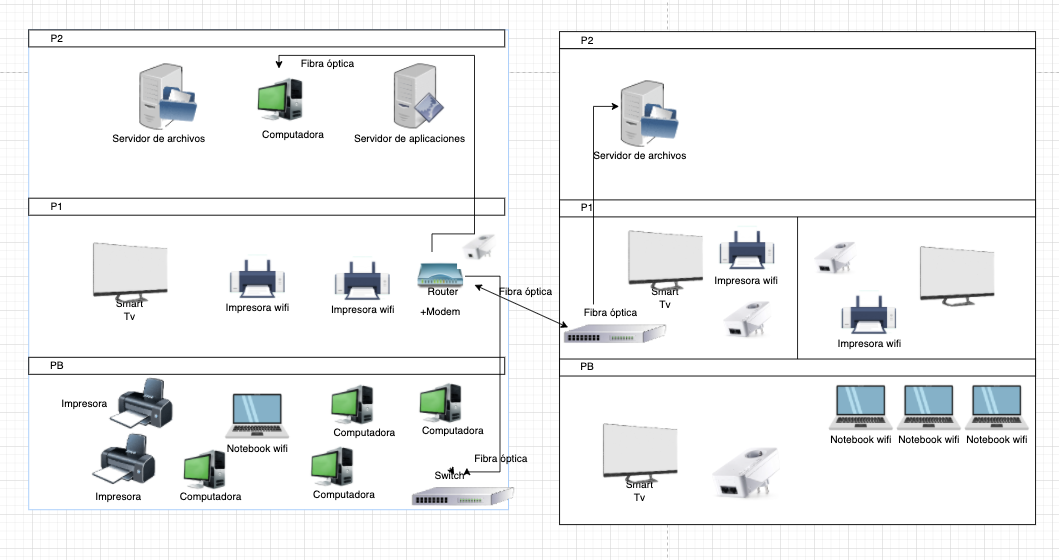 P2
Fibra óptica
Servidor de archivos
Computadora
Servidor de aplicaciones
P1
Smart
Tv
Impresora wifi
Impresora wifi
Router
+Modem
Fibra óptica
PB
Impresora
Impresora
Notebook wifi
Computadora
Computadora
Computadora
Computadora
Fibra óptica
Switch
P2
Servidor de archivos
P1
Smart
Tv
Impresora wifi
Fibra óptica
Impresora wifi
PB
Notebook wifi
Notebook wifi
Notebook wifi
Smart
Tv